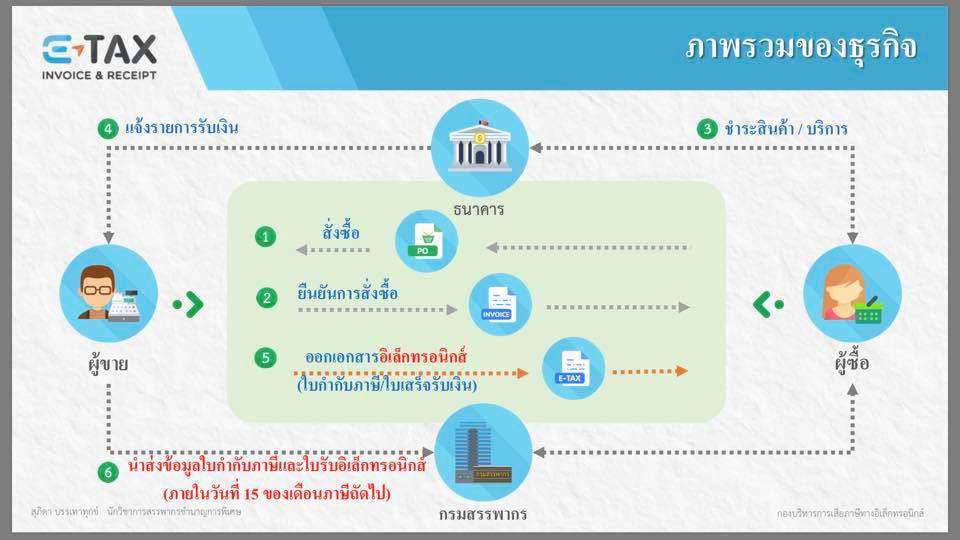 E-TAX
INVOICE & RECEIPT
ภาพรวมของธุรกิจ
4 แจ้งรายการรับเงิน
3 ชำระสินค้า / บริการ
ธนาคาร
1 สั่งซื้อ
PO
2 ยืนยันการสั่งซื้อ
INVOICE
ผู้ขาย
ผู้ซื้อ
5 ออกเอกสารอิเล็กทรอนิกส์
(ใบกำกับภาษี/ใบเสร็จรับเงิน)
E-TAX
6 นำส่งข้อมูลใบกำกับภาษีและใบรับอิเล็กทรอนิกส์
(ภายในวันที่ 15 ของเดือนภาษีถัดไป)
กรมสรรพากร
กรมสรรพากร
สุภิดา บรรเทาทุกข์ นักวิชาการสรรพากรชำนาญการพิเศษ
กองบริหารการเสียภาษีทางอิเล็กทรอนิกส์